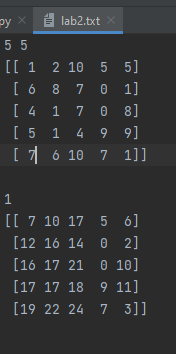 py
lab2.txt
5 5
[[ 1  2 10  5  5]
 [ 6  8  7  0  1]
 [ 4  1  7  0  8]
 [ 5  1  4  9  9]
 [ 7  6 10  7  1]]
1
[[ 7 10 17  5  6]
 [12 16 14  0  2]
 [16 17 21  0 10]
 [17 17 18  9 11]
 [19 22 24  7  3]]